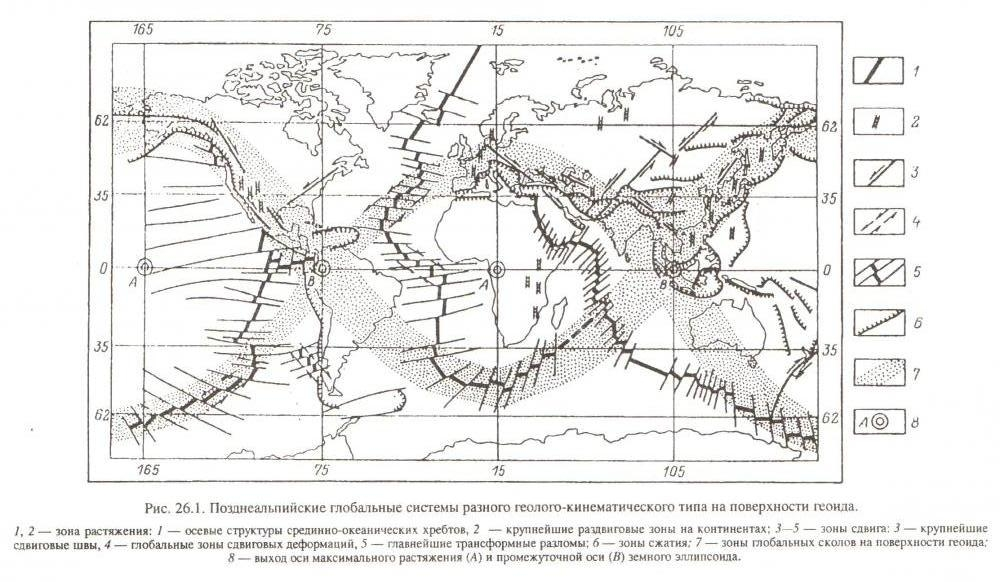 165 75 15 105
62 62
35 35
0 0
A B A B
35 35
62 62
165 75 15 105
1
2
3
4
5
6
7
A 8
Рис. 26.1. Позднеальпийские глобальные системы разного геолого-кинематического типа на поверхности геоида.
1, 2 — зона растяжения: 1 — осевые структуры срединно-океанических хребтов, 2 — крупнейшие раздвиговые зоны на континентах; 3—5 — зоны сдвига: 3 — крупнейшие
сдвиговые швы, 4 — глобальные зоны сдвиговых деформаций, 5 — главнейшие трансформные разломы; 6 — зоны сжатия; 7 — зоны глобальных сколов на поверхности геоида;
8 — выход оси максимального растяжения (А) и промежуточной оси (В) земного эллипсоида.